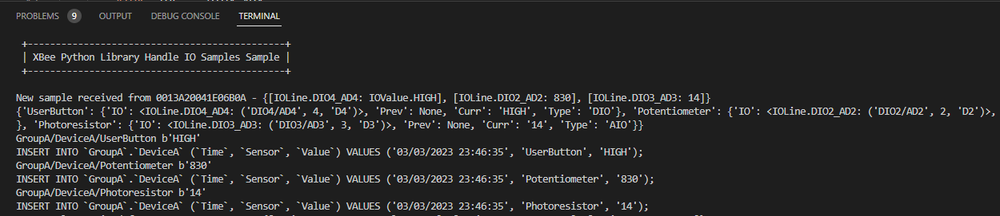 PROBLEMS 9 OUTPUT DEBUG CONSOLE TERMINAL
+----------------------------------------------+
| XBee Python Library Handle IO Samples Sample |
+----------------------------------------------+
New sample received from 0013A20041E06B0A - {[IOLine.DIO4_AD4: IOValue.HIGH], [IOLine.DIO2_AD2: 830], [IOLine.DIO3_AD3: 14]}
{'UserButton': {'IO': <IOLine.DIO4_AD4: ('DIO4/AD4', 4, 'D4')>, 'Prev': None, 'Curr': 'HIGH', 'Type': 'DIO'}, 'Potentiometer': {'IO': <IOLine.DIO2_AD2: ('DIO2/AD2', 2, 'D2')>,
}, 'Photoresistor': {'IO': <IOLine.DIO3_AD3: ('DIO3/AD3', 3, 'D3')>, 'Prev': None, 'Curr': '14', 'Type': 'AIO'}}
GroupA/DeviceA/UserButton b'HIGH'
INSERT INTO `GroupA`.`DeviceA` (`Time`, `Sensor`, `Value`) VALUES ('03/03/2023 23:46:35', 'UserButton', 'HIGH');
GroupA/DeviceA/Potentiometer b'830'
INSERT INTO `GroupA`.`DeviceA` (`Time`, `Sensor`, `Value`) VALUES ('03/03/2023 23:46:35', 'Potentiometer', '830');
GroupA/DeviceA/Photoresistor b'14'
INSERT INTO `GroupA`.`DeviceA` (`Time`, `Sensor`, `Value`) VALUES ('03/03/2023 23:46:35', 'Photoresistor', '14');